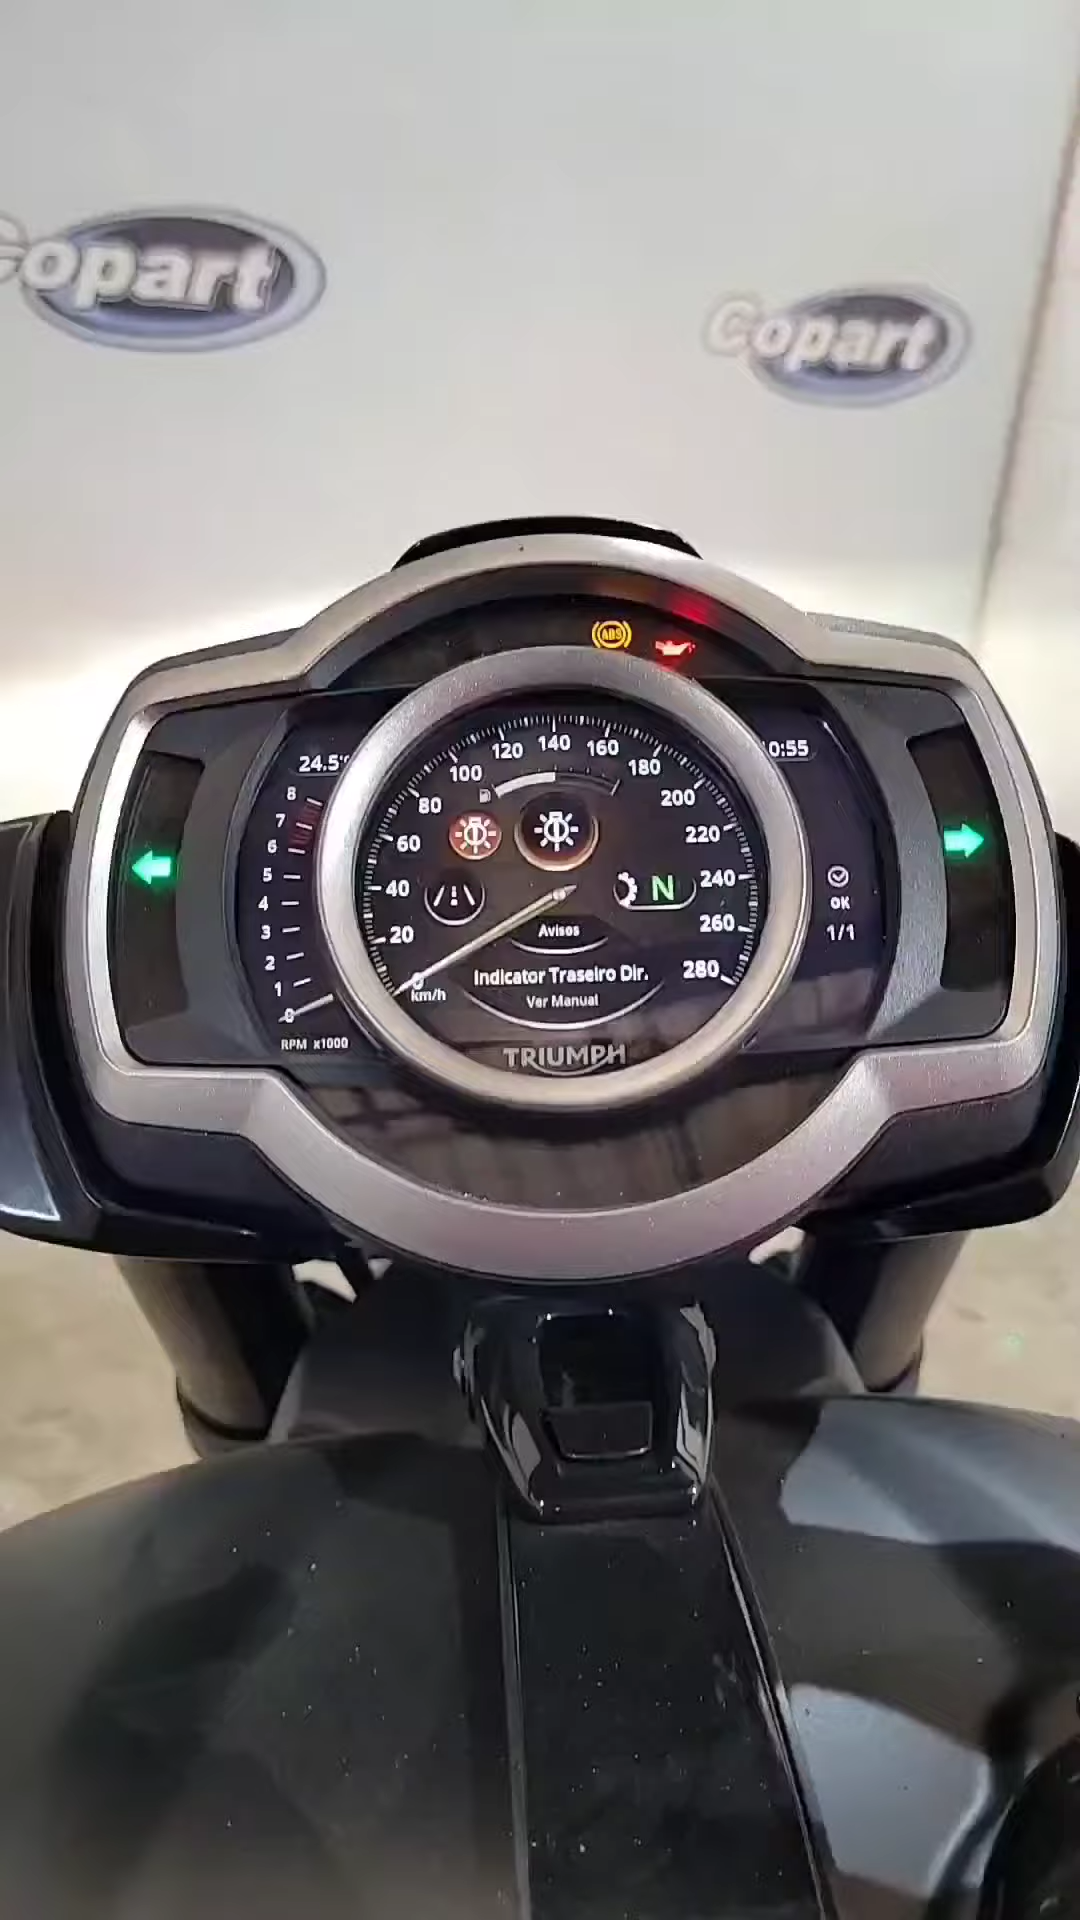 Copart
Copart
ABS
24.5°
0:55
8
7
6
5
4
3
2
1
0
RPM x1000
0
20
40
60
80
100
120
140
160
180
200
220
240
260
280
km/h
N
OK
1/1
Avisos
Indicator Traseiro Dir.
Ver Manual
TRIUMPH